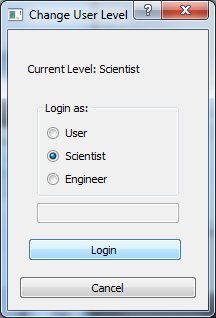 Change User Level
Current Level: Scientist
Login as:
User
Scientist
Engineer
Login
Cancel